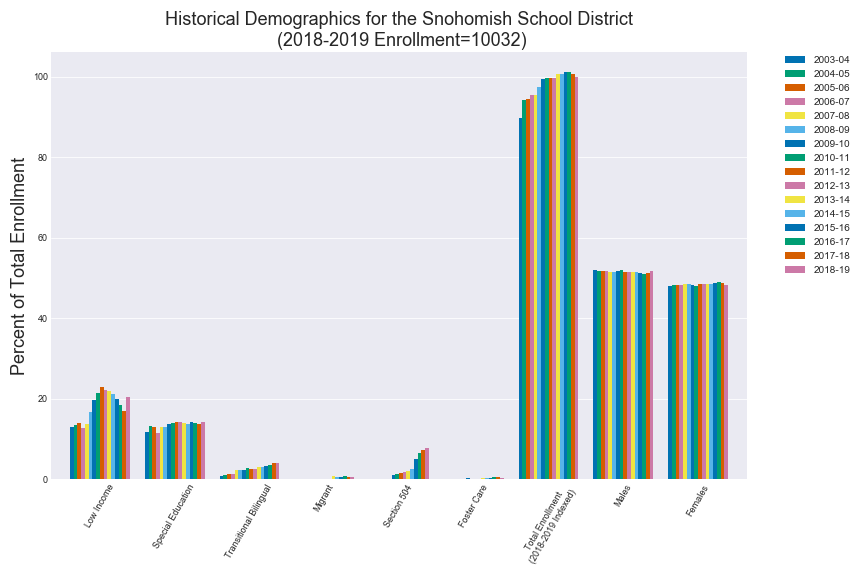 Historical Demographics for the Snohomish School District
(2018-2019 Enrollment=10032)
Percent of Total Enrollment
100
80
60
40
20
0
Low Income
Special Education
Transitional Bilingual
Migrant
Section 504
Foster Care
Total Enrollment
(2018-2019 Indexed)
Males
Females
2003-04
2004-05
2005-06
2006-07
2007-08
2008-09
2009-10
2010-11
2011-12
2012-13
2013-14
2014-15
2015-16
2016-17
2017-18
2018-19